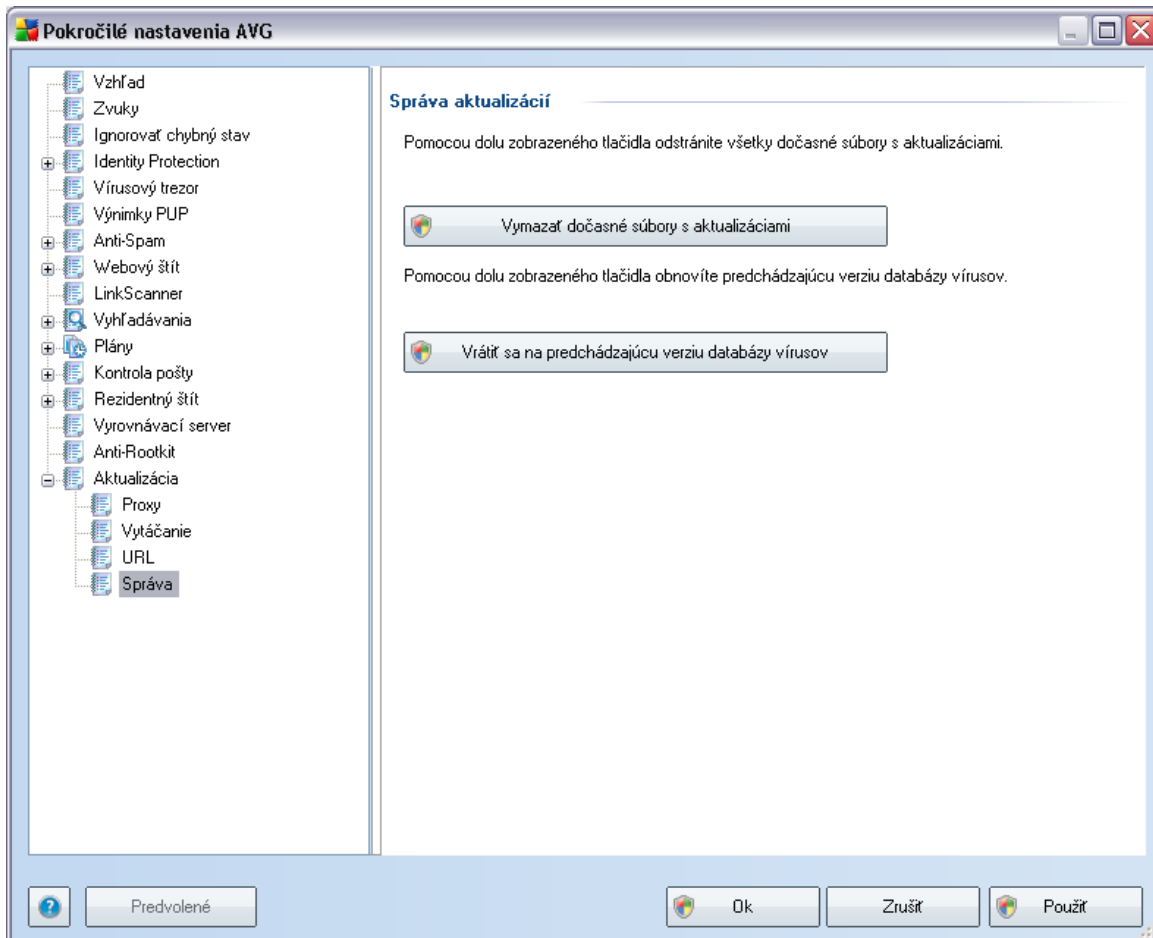 Pokročilé nastavenia AVG
Vzhľad
Zvuky
Ignorovať chybný stav
Identity Protection
Vírusový trezor
Výnimky PUP
Anti-Spam
Webový štít
LinkScanner
Vyhľadávania
Plány
Kontrola pošty
Rezidentný štít
Vyrovnávací server
Anti-Rootkit
Aktualizácia
Proxy
Vytáčanie
URL
Správa
Správa aktualizácií
Pomocou dolu zobrazeného tlačidla odstránite všetky dočasné súbory s aktualizáciami.
Vymazať dočasné súbory s aktualizáciami
Pomocou dolu zobrazeného tlačidla obnovíte predchádzajúcu verziu databázy vírusov.
Vrátiť sa na predchádzajúcu verziu databázy vírusov
Predvolené
Ok
Zrušiť
Použiť